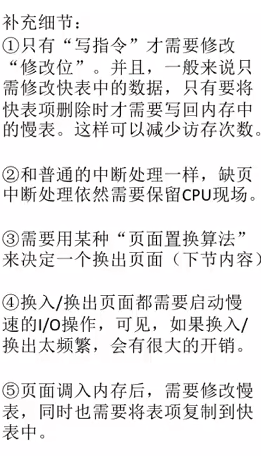 补充细节：
①只有“写指令”才需要修改
“修改位”。并且，一般来说只
需修改快表中的数据，只有要将
快表项删除时才需要写回内存中
的慢表。这样可以减少访存次数。
②和普通的中断处理一样，缺页
中断处理依然需要保留CPU现场。
③需要用某种“页面置换算法”
来决定一个换出页面（下节内容）
④换入/换出页面都需要启动慢
速的I/O操作，可见，如果换入/
换出太频繁，会有很大的开销。
⑤页面调入内存后，需要修改慢
表，同时也需要将表项复制到快
表中。